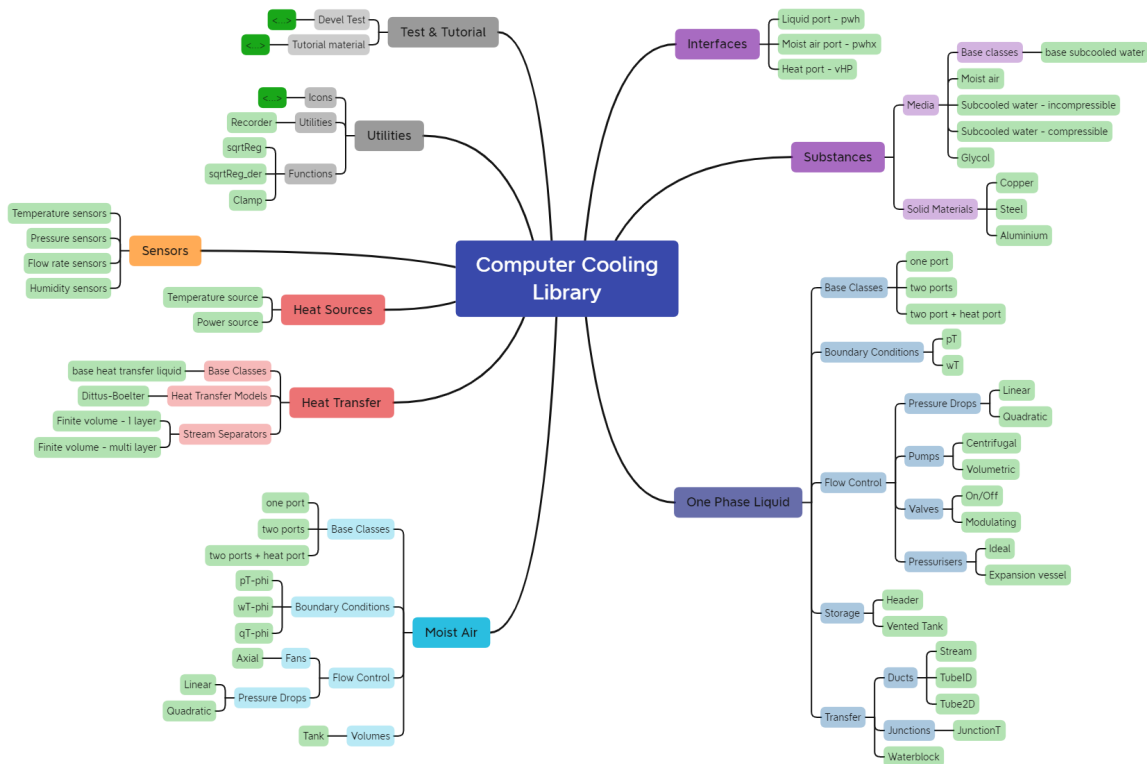 Computer Cooling
Library
Test & Tutorial
Devel Test
<...>
Tutorial material
<...>
Utilities
Icons
<...>
Utilities
Recorder
Functions
sqrtReg
sqrtReg_der
Clamp
Sensors
Temperature sensors
Pressure sensors
Flow rate sensors
Humidity sensors
Heat Sources
Temperature source
Power source
Heat Transfer
Base Classes
base heat transfer liquid
Heat Transfer Models
Dittus-Boelter
Stream Separators
Finite volume - 1 layer
Finite volume - multi layer
Moist Air
Base Classes
one port
two ports
two ports + heat port
Boundary Conditions
pT-phi
wT-phi
qT-phi
Flow Control
Fans
Axial
Pressure Drops
Linear
Quadratic
Volumes
Tank
Interfaces
Liquid port - pwh
Moist air port - pwhx
Heat port - vHP
Substances
Media
Base classes
base subcooled water
Moist air
Subcooled water - incompressible
Subcooled water - compressible
Glycol
Solid Materials
Copper
Steel
Aluminium
One Phase Liquid
Base Classes
one port
two ports
two port + heat port
Boundary Conditions
pT
wT
Flow Control
Pressure Drops
Linear
Quadratic
Pumps
Centrifugal
Volumetric
Valves
On/Off
Modulating
Pressurisers
Ideal
Expansion vessel
Storage
Header
Vented Tank
Transfer
Ducts
Stream
Tube1D
Tube2D
Junctions
JunctionT
Waterblock